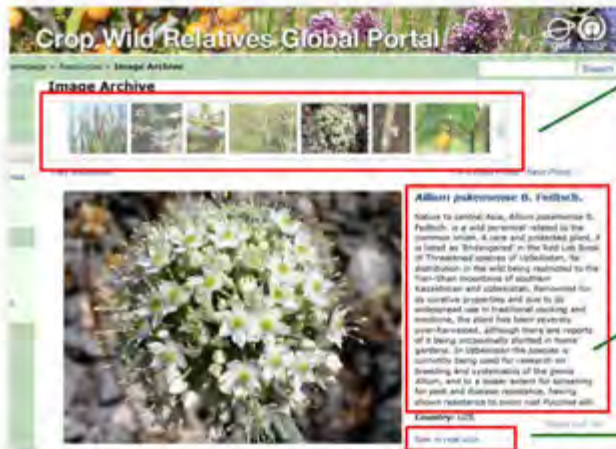 Crop Wild Relatives Global Portal
Image Archive
Search
Image Archive
Allium pskemense B. Fedtsch.
Native to central Asia, Allium pskemense B.
Fedtsch. is a wild perennial related to the
common onion. A rare and protected plant, it
is listed as 'Endangered' in the Red List Book
of Threatened species of Uzbekistan, its
distribution in the wild being restricted to the
Tien-Shan mountains of southern
Kazakhstan and Uzbekistan. Renowned for
its curative properties and due to its
widespread use in traditional cooking and
medicine, the plant has been severely
over-harvested, although there are reports
of it being occasionally planted in home
gardens. In Uzbekistan the species is
currently being used for research on
breeding and systematics of the genus
Allium, and to a lesser extent for screening
for pest and disease resistance, having
shown resistance to onion rust
Country: UZB